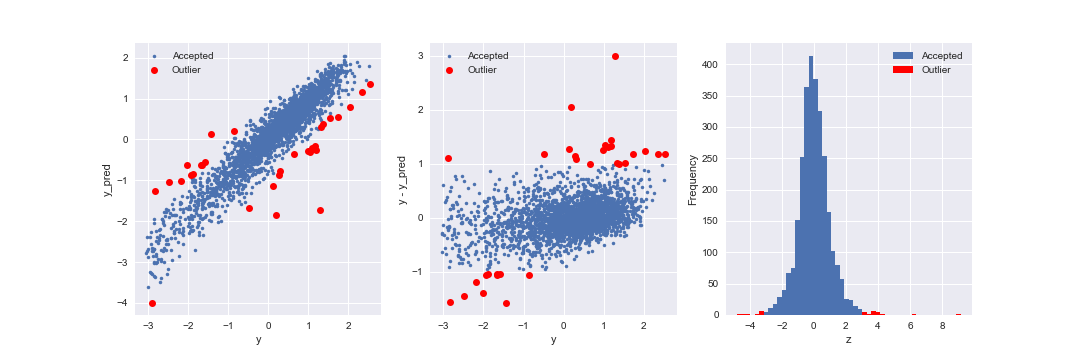 Accepted
Outlier
2
1
0
−1
−2
−3
−4
y_pred
−3 −2 −1 0 1 2
y
Accepted
Outlier
3
2
1
0
−1
y - y_pred
−3 −2 −1 0 1 2
y
Accepted
Outlier
400
350
300
250
200
150
100
50
0
Frequency
−4 −2 0 2 4 6 8
z